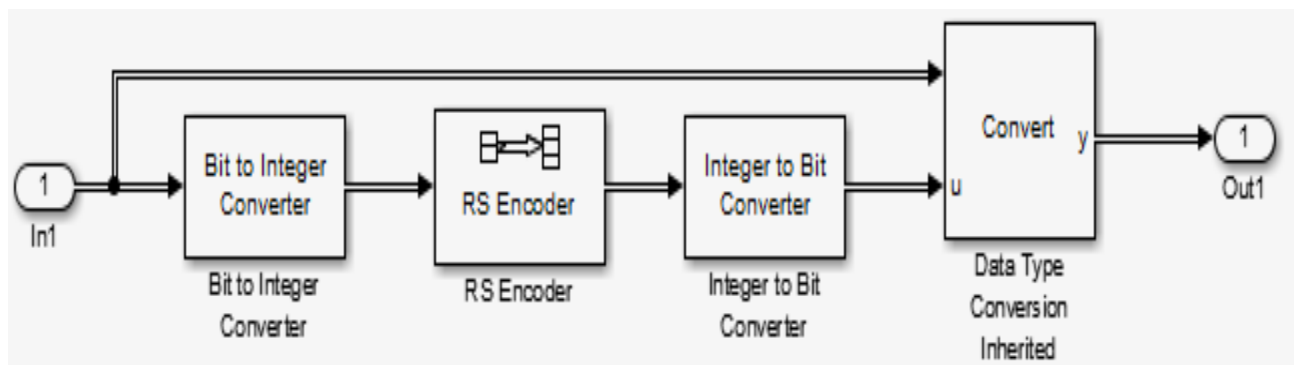 1
In1
Bit to Integer
Converter
Bit to Integer
Converter
RS Encoder
RS Encoder
Integer to Bit
Converter
Integer to Bit
Converter
Convert
y
u
Data Type
Conversion
Inherited
1
Out1